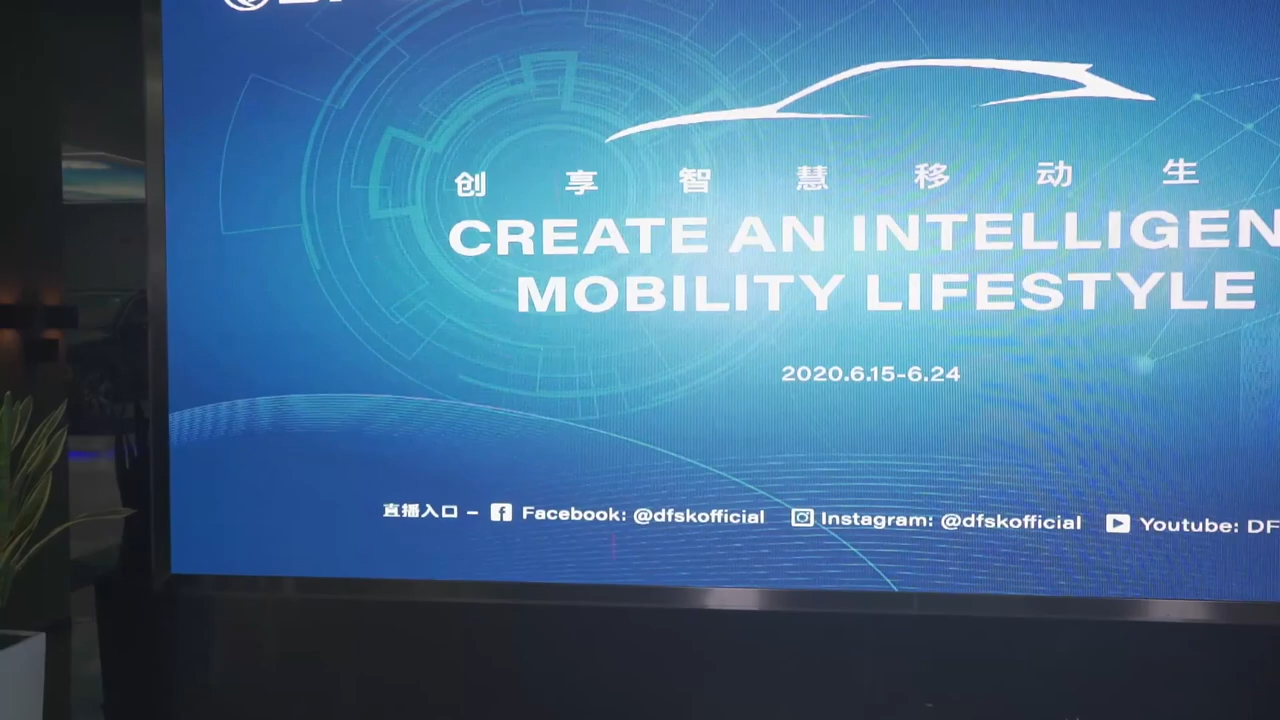 创享智慧移动生
CREATE AN INTELLIGEN
MOBILITY LIFESTYLE
2020.6.15-6.24
直播入口 - Facebook: @dfskofficial Instagram: @dfskofficial Youtube: DF